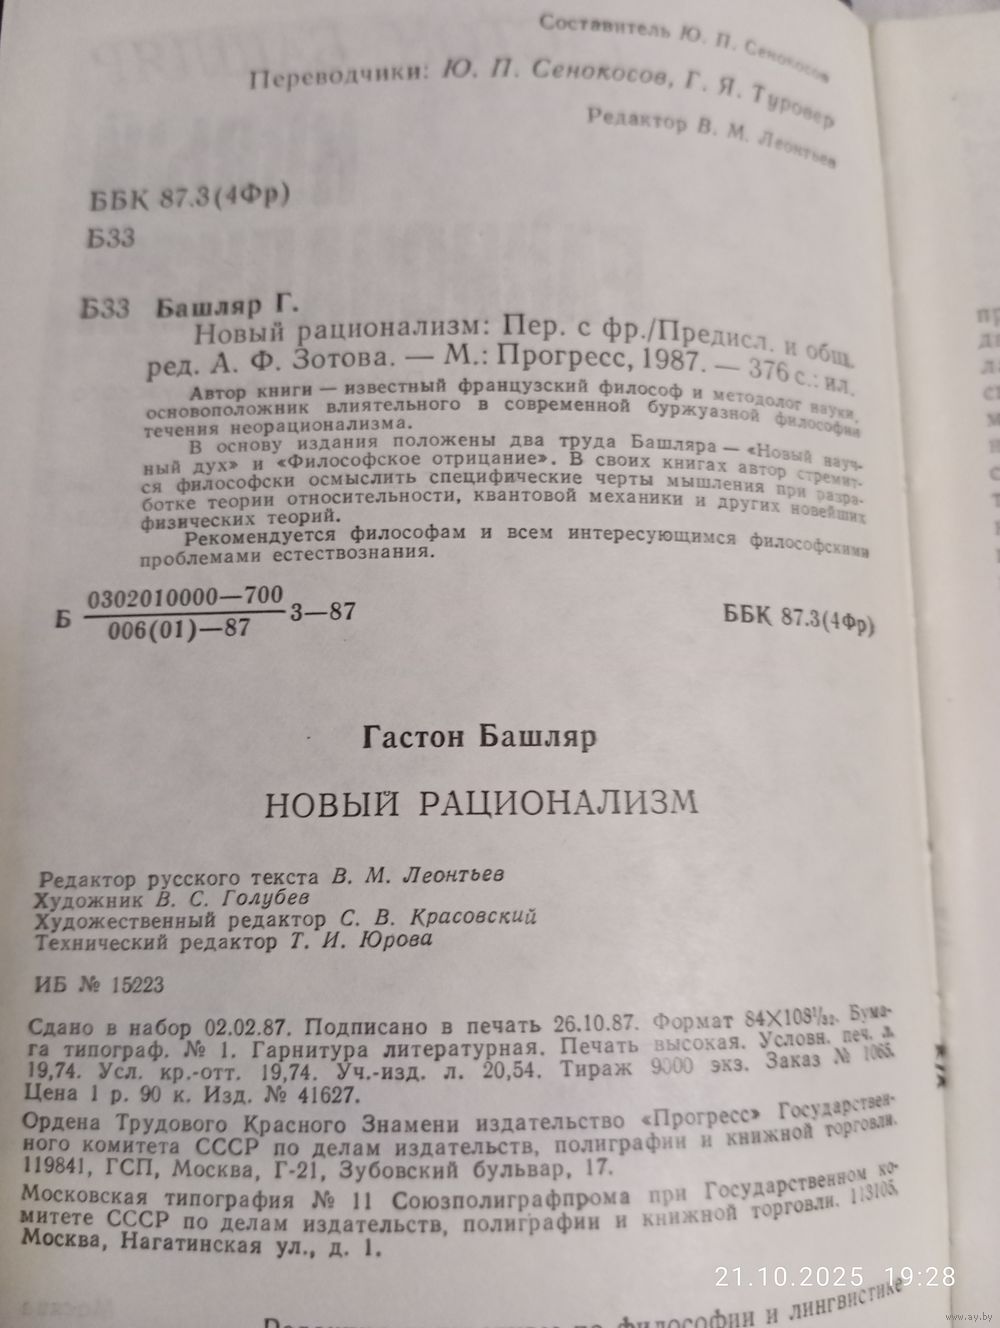 Составитель Ю. П. Сенокосов
Переводчики: Ю. П. Сенокосов, Г. Я. Туровер
Редактор В. М. Леонтьев
ББК 87.3(4Фр)
Б33
Б33 Башляр Г.
Новый рационализм: Пер. с фр./Предисл. и общ.
ред. А. Ф. Зотова. — М.: Прогресс, 1987. — 376 с.: ил.
Автор книги — известный французский философ и методолог науки,
основоположник влиятельного в современной буржуазной философии
течения неорационализма.
В основу издания положены два труда Башляра — «Новый науч-
ный дух» и «Философское отрицание». В своих книгах автор стремит-
ся философски осмыслить специфические черты мышления при разра-
ботке теории относительности, квантовой механики и других новейших
физических теорий.
Рекомендуется философам и всем интересующимся философскими
проблемами естествознания.
Б 0302010000—700
006(01)—87 3—87
ББК 87.3(4Фр)
Гастон Башляр
НОВЫЙ РАЦИОНАЛИЗМ
Редактор русского текста В. М. Леонтьев
Художник В. С. Голубев
Художественный редактор С. В. Красовский
Технический редактор Т. И. Юрова
ИБ № 15223
Сдано в набор 02.02.87. Подписано в печать 26.10.87. Формат 84×108¹/₃₂. Бума-
га типограф. № 1. Гарнитура литературная. Печать высокая. Условн. печ. л.
19,74. Усл. кр.-отт. 19,74. Уч.-изд. л. 20,54. Тираж 9000 экз. Заказ № 1065.
Цена 1 р. 90 к. Изд. № 41627.
Ордена Трудового Красного Знамени издательство «Прогресс» Государствен-
ного комитета СССР по делам издательств, полиграфии и книжной торговли.
119841, ГСП, Москва, Г-21, Зубовский бульвар, 17.
Московская типография № 11 Союзполиграфпрома при Государственном ко-
митете СССР по делам издательств, полиграфии и книжной торговли. 113105,
Москва, Нагатинская ул., д. 1.
21.10.2025 19:28
философии и лингвистике
www.ay.by